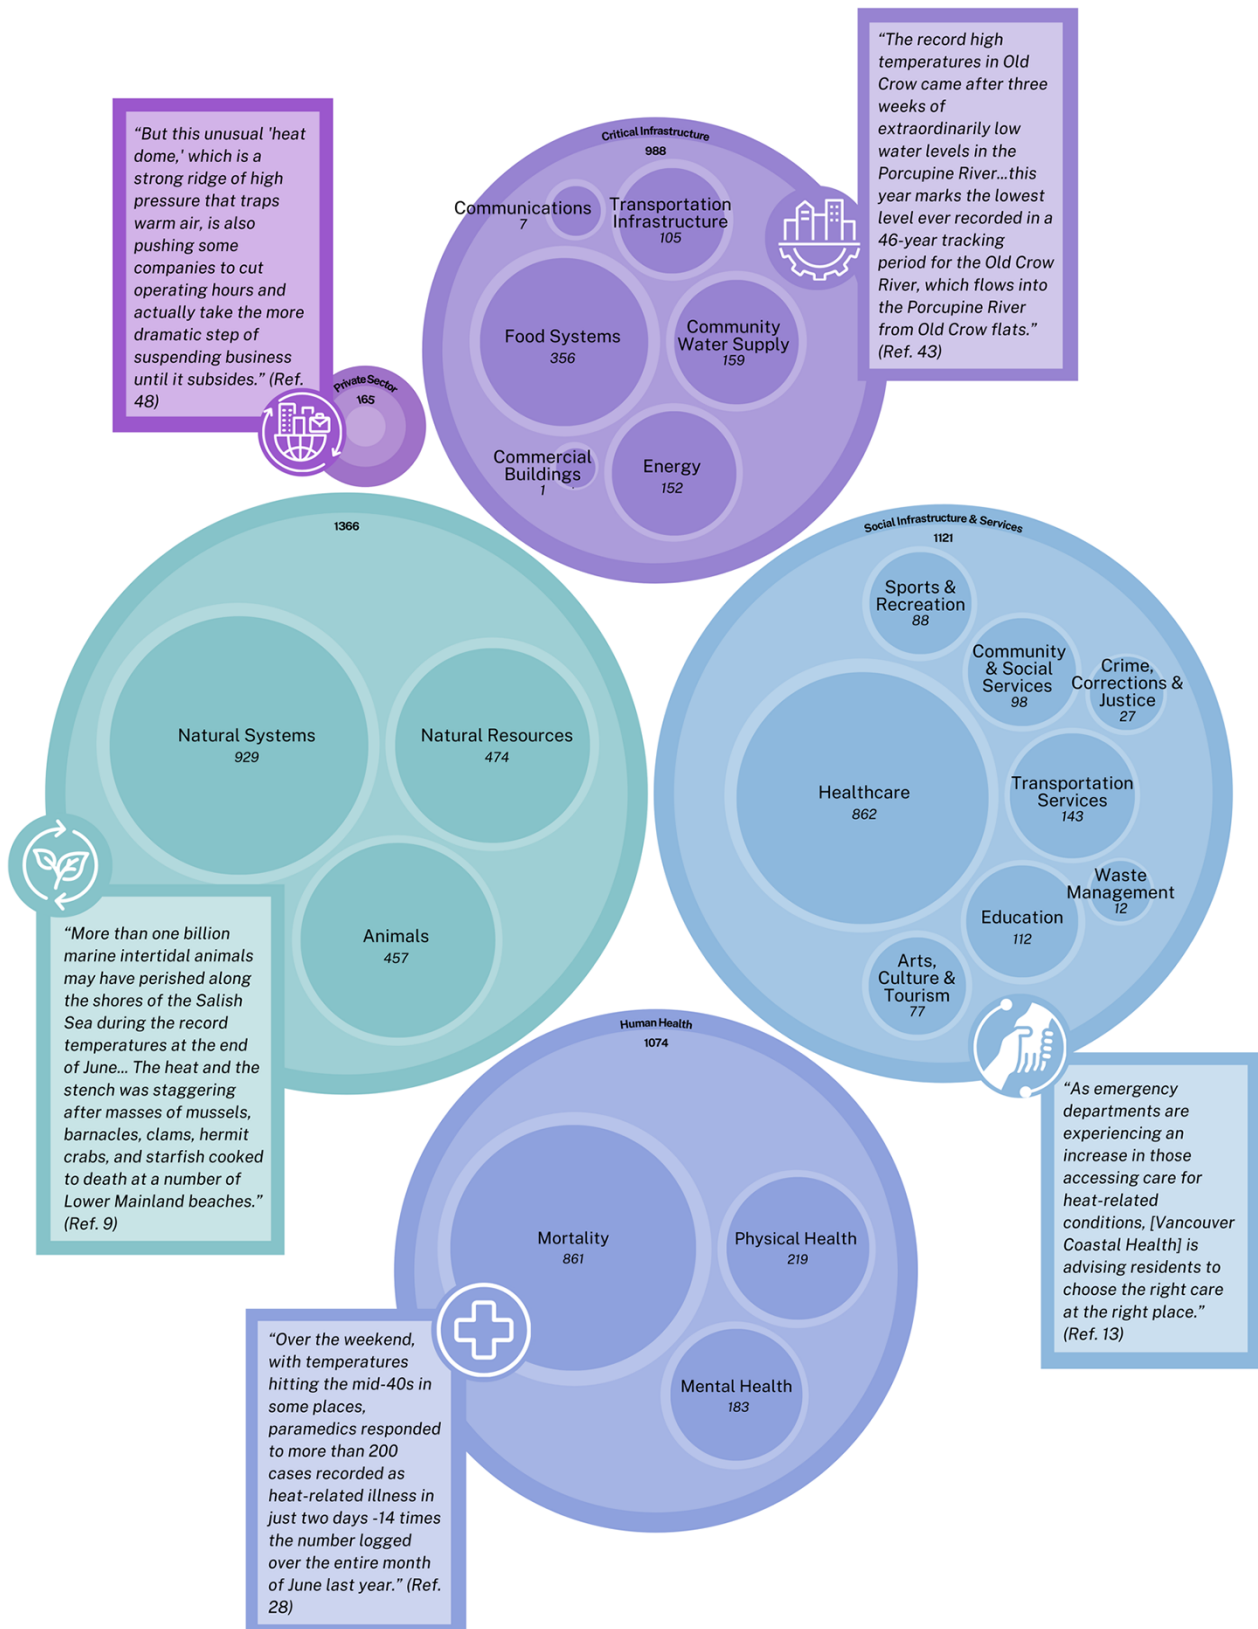 “The record high
temperatures in Old
Crow came after three
weeks of
extraordinarily low
water levels in the
Porcupine River...this
year marks the lowest
level ever recorded in a
46-year tracking
period for the Old Crow
River, which flows into
the Porcupine River
from Old Crow flats.”
(Ref. 43)
“But this unusual 'heat
dome,' which is a
strong ridge of high
pressure that traps
warm air, is also
pushing some
companies to cut
operating hours and
actually take the more
dramatic step of
suspending business
until it subsides.” (Ref.
48)
Critical Infrastructure
988
Communications
7
Transportation
Infrastructure
105
Food Systems
356
Community
Water Supply
159
Commercial
Buildings
1
Energy
152
Private Sector
165
1366
Natural Systems
929
Natural Resources
474
Animals
457
Social Infrastructure & Services
1121
Sports &
Recreation
88
Community
& Social
Services
98
Crime,
Corrections &
Justice
27
Healthcare
862
Transportation
Services
143
Waste
Management
12
Education
112
Arts,
Culture &
Tourism
77
“More than one billion
marine intertidal animals
may have perished along
the shores of the Salish
Sea during the record
temperatures at the end
of June... The heat and the
stench was staggering
after masses of mussels,
barnacles, clams, hermit
crabs, and starfish cooked
to death at a number of
Lower Mainland beaches.”
(Ref. 9)
Human Health
1074
Mortality
861
Physical Health
219
Mental Health
183
“As emergency
departments are
experiencing an
increase in those
accessing care for
heat-related
conditions, [Vancouver
Coastal Health] is
advising residents to
choose the right care
at the right place.”
(Ref. 13)
“Over the weekend,
with temperatures
hitting the mid-40s in
some places,
paramedics responded
to more than 200
cases recorded as
heat-related illness in
just two days -14 times
the number logged
over the entire month
of June last year.” (Ref.
28)